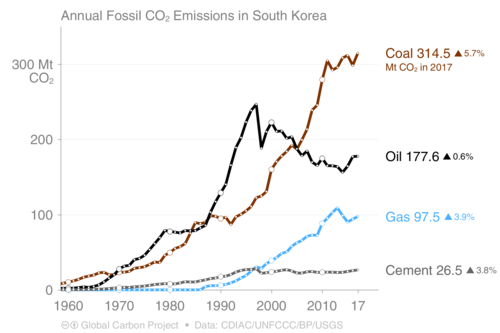 Annual Fossil CO₂ Emissions in South Korea
300 Mt
CO₂
200
100
0
1960
1970
1980
1990
2000
2010
17
Coal 314.5 ▲5.7%
Mt CO₂ in 2017
Oil 177.6 ▲0.6%
Gas 97.5 ▲3.9%
Cement 26.5 ▲3.8%
Global Carbon Project • Data: CDIAC/UNFCCC/BP/USGS